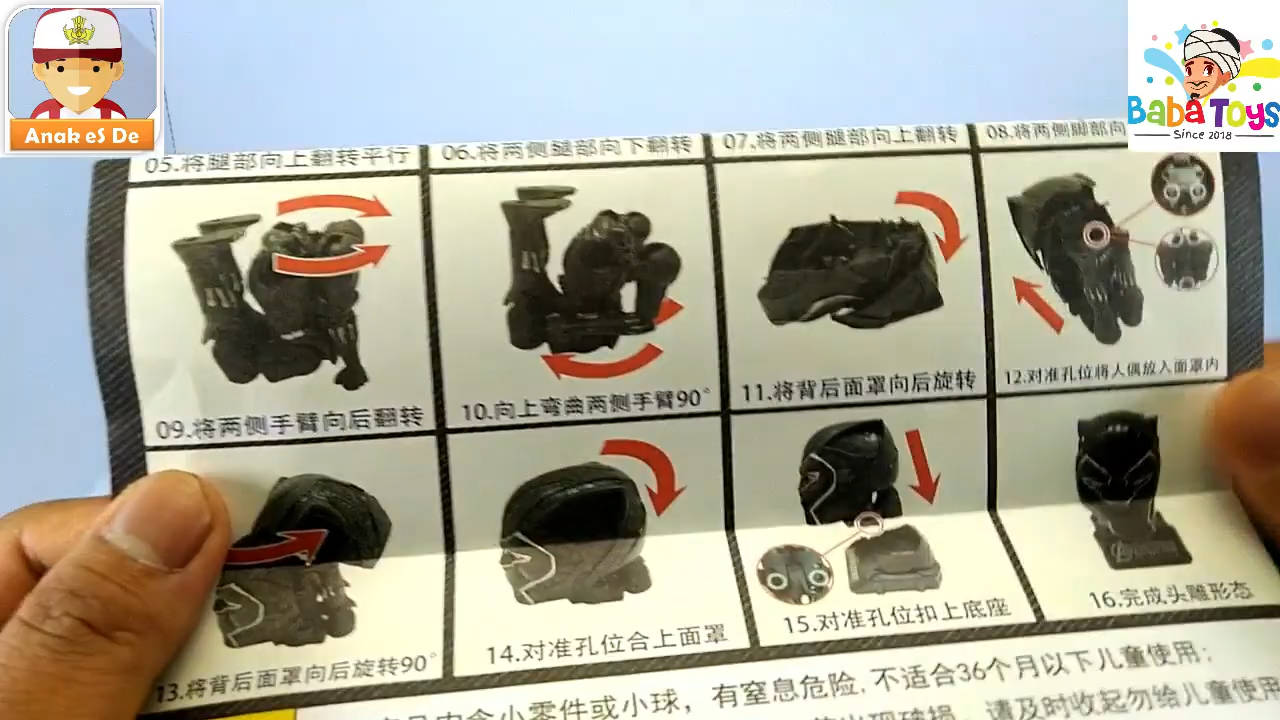 Anak eS De
Baba Toys
Since 2018
05.将腿部向上翻转平行
06.将两侧腿部向下翻转
07.将两侧腿部向上翻转
08.将两侧脚部向
09.将两侧手臂向后翻转
10.向上弯曲两侧手臂90°
11.将背后面罩向后旋转
12.对准孔位将人偶放入面罩内
13.将背后面罩向后旋转90°
14.对准孔位合上面罩
15.对准孔位扣上底座
16.完成头雕形态
内含小零件或小球，有窒息危险,不适合36个月以下儿童使用;
请及时收起勿给儿童使用